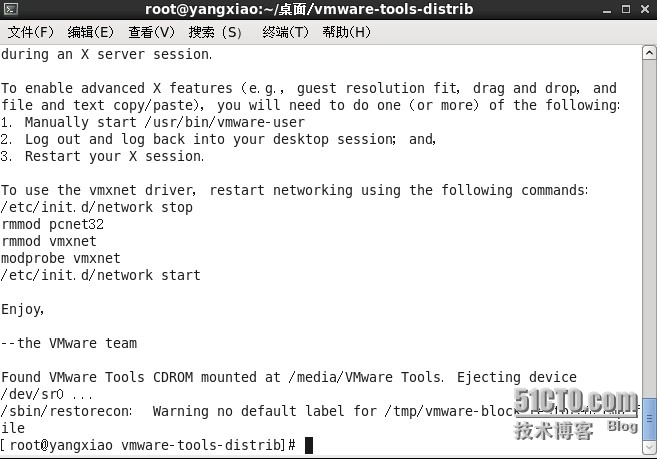 root@yangxiao:~/桌面/vmware-tools-distrib
文件(F) 编辑(E) 查看(V) 搜索 (S) 终端(T) 帮助(H)
during an X server session.
To enable advanced X features (e.g., guest resolution fit, drag and drop, and
file and text copy/paste), you will need to do one (or more) of the following:
1. Manually start /usr/bin/vmware-user
2. Log out and log back into your desktop session; and,
3. Restart your X session.
To use the vmxnet driver, restart networking using the following commands:
/etc/init.d/network stop
rmmod pcnet32
rmmod vmxnet
modprobe vmxnet
/etc/init.d/network start
Enjoy,
--the VMware team
Found VMware Tools CDROM mounted at /media/VMware Tools. Ejecting device
/dev/sr0 ...
/sbin/restorecon: Warning no default label for /tmp/vmware-block
ile
[root@yangxiao vmware-tools-distrib]#
51CTO.com
技术博客 Blog